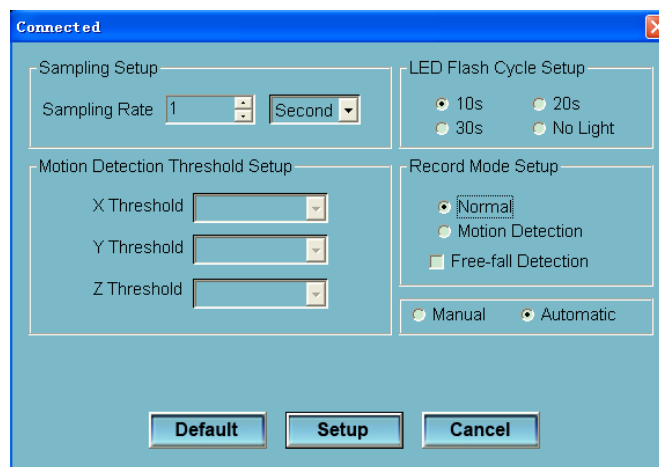 Connected
Sampling Setup
Sampling Rate 1 Second
LED Flash Cycle Setup
10s 20s
30s No Light
Motion Detection Threshold Setup
X Threshold
Y Threshold
Z Threshold
Record Mode Setup
Normal
Motion Detection
Free-fall Detection
Manual Automatic
Default Setup Cancel